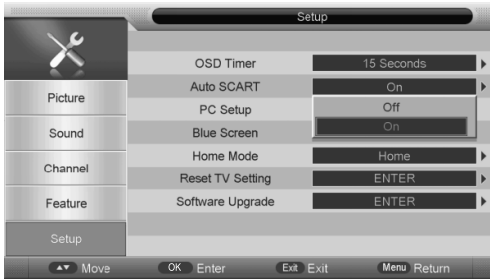 Setup
OSD Timer 15 Seconds
Auto SCART On
Picture
PC Setup Off
Sound
Blue Screen On
Home Mode Home
Channel
Reset TV Setting ENTER
Feature
Software Upgrade ENTER
Setup
Move OK Enter Exit Exit Menu Return